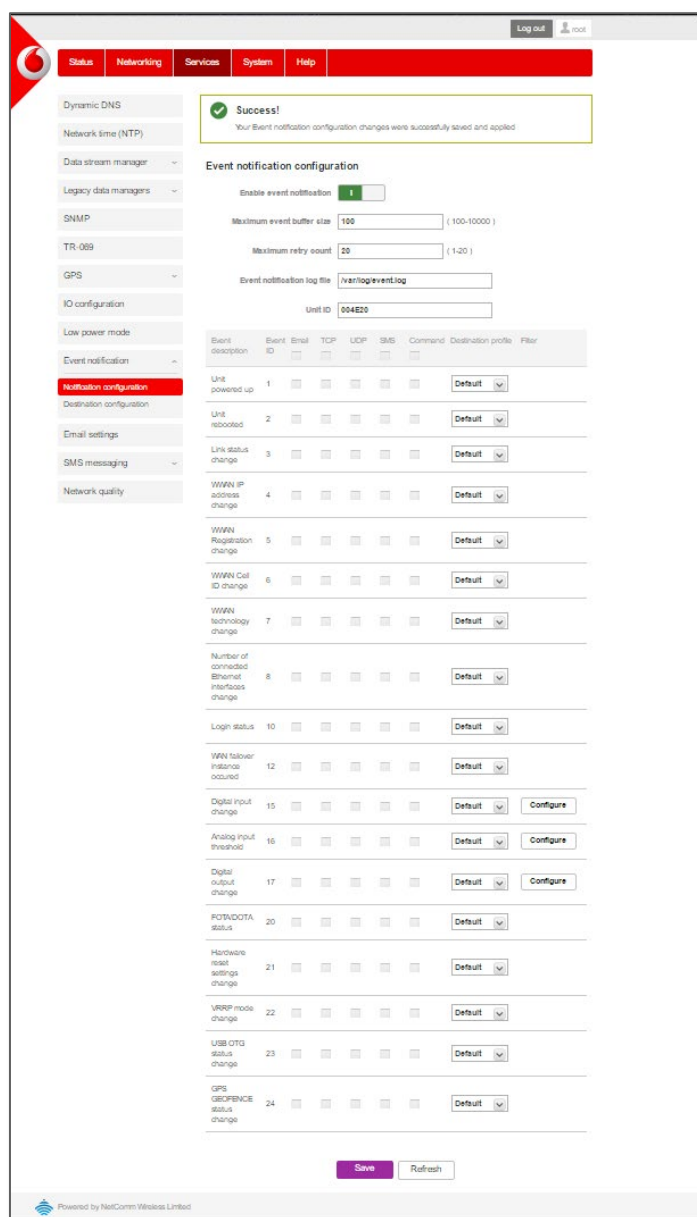 Log out root
Status Networking Services System Help
Dynamic DNS
Network time (NTP)
Data stream manager
Legacy data managers
SNMP
TR-069
GPS
IO configuration
Low power mode
Event notification
Notification configuration
Destination configuration
Email settings
SMS messaging
Network quality
Success!
Your Event notification configuration changes were successfully saved and applied
Event notification configuration
Enable event notification I
Maximum event buffer size 100 ( 100-10000 )
Maximum retry count 20 ( 1-20 )
Event notification log file /var/log/event.log
Unit ID 004E20
Event Event Email TCP UDP SMS Command Destination profile Filter
description ID
Unit
powered up 1 Default
Unit
rebooted 2 Default
Link status
change 3 Default
WWAN IP
address 4 Default
change
WWAN
Registration 5 Default
change
WWAN Cell
ID change 6 Default
WWAN
technology 7 Default
change
Number of
connected
Ethernet 8 Default
interfaces
change
Login status 10 Default
WAN failover
instance 12 Default
occured
Digital input
change 15 Default Configure
Analog input
threshold 16 Default Configure
Digital
output 17 Default Configure
change
FOTA/DOTA
status 20 Default
Hardware
reset
settings 21 Default
change
VRRP mode
change 22 Default
USB OTG
status 23 Default
change
GPS
GEOFENCE 24 Default
status
change
Save Refresh
Powered by NetComm Wireless Limited